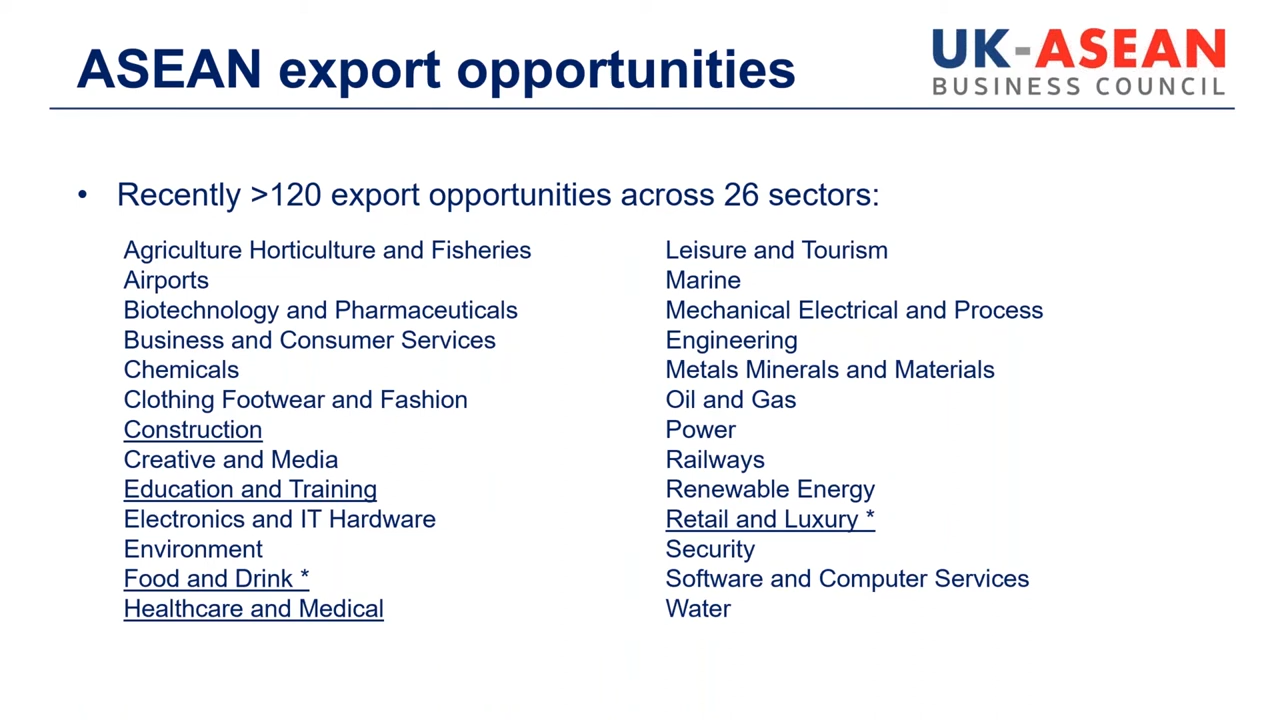 ASEAN export opportunities
UK-ASEAN
BUSINESS COUNCIL
• Recently >120 export opportunities across 26 sectors:
Agriculture Horticulture and Fisheries
Airports
Biotechnology and Pharmaceuticals
Business and Consumer Services
Chemicals
Clothing Footwear and Fashion
Construction
Creative and Media
Education and Training
Electronics and IT Hardware
Environment
Food and Drink *
Healthcare and Medical
Leisure and Tourism
Marine
Mechanical Electrical and Process
Engineering
Metals Minerals and Materials
Oil and Gas
Power
Railways
Renewable Energy
Retail and Luxury *
Security
Software and Computer Services
Water